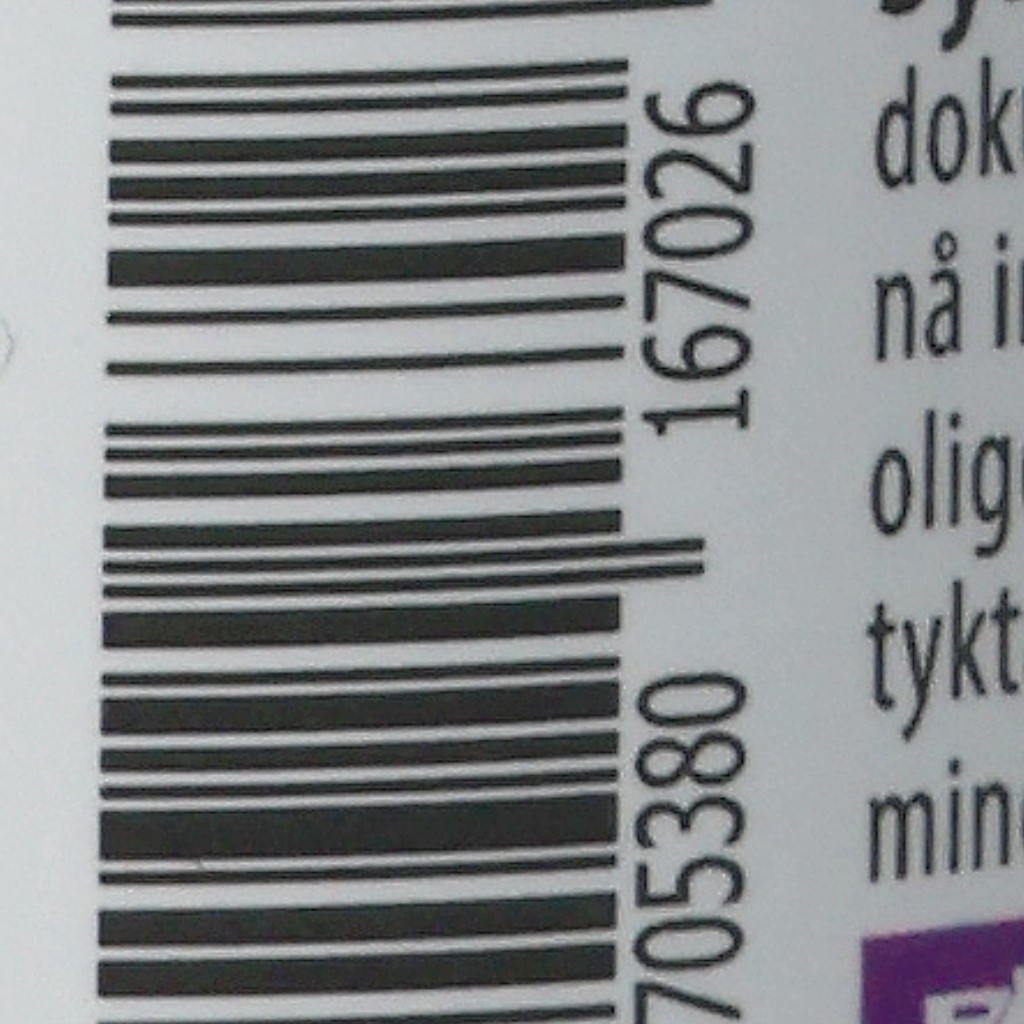 705380 167026
dok
nå i
olig
tykt
min